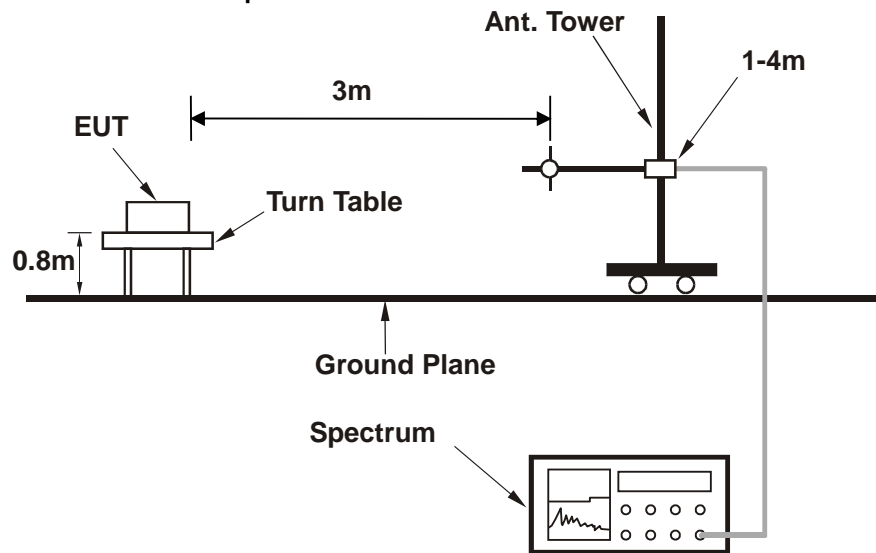 Ant. Tower
1-4m
3m
EUT
Turn Table
0.8m
Ground Plane
Spectrum